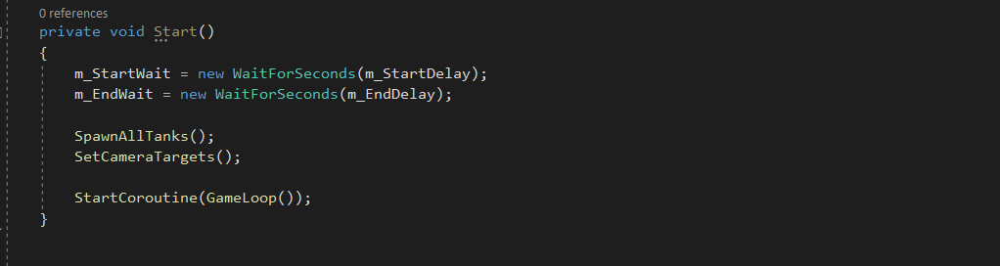 0 references
private void Start()
{
m_StartWait = new WaitForSeconds(m_StartDelay);
m_EndWait = new WaitForSeconds(m_EndDelay);
SpawnAllTanks();
SetCameraTargets();
StartCoroutine(GameLoop());
}